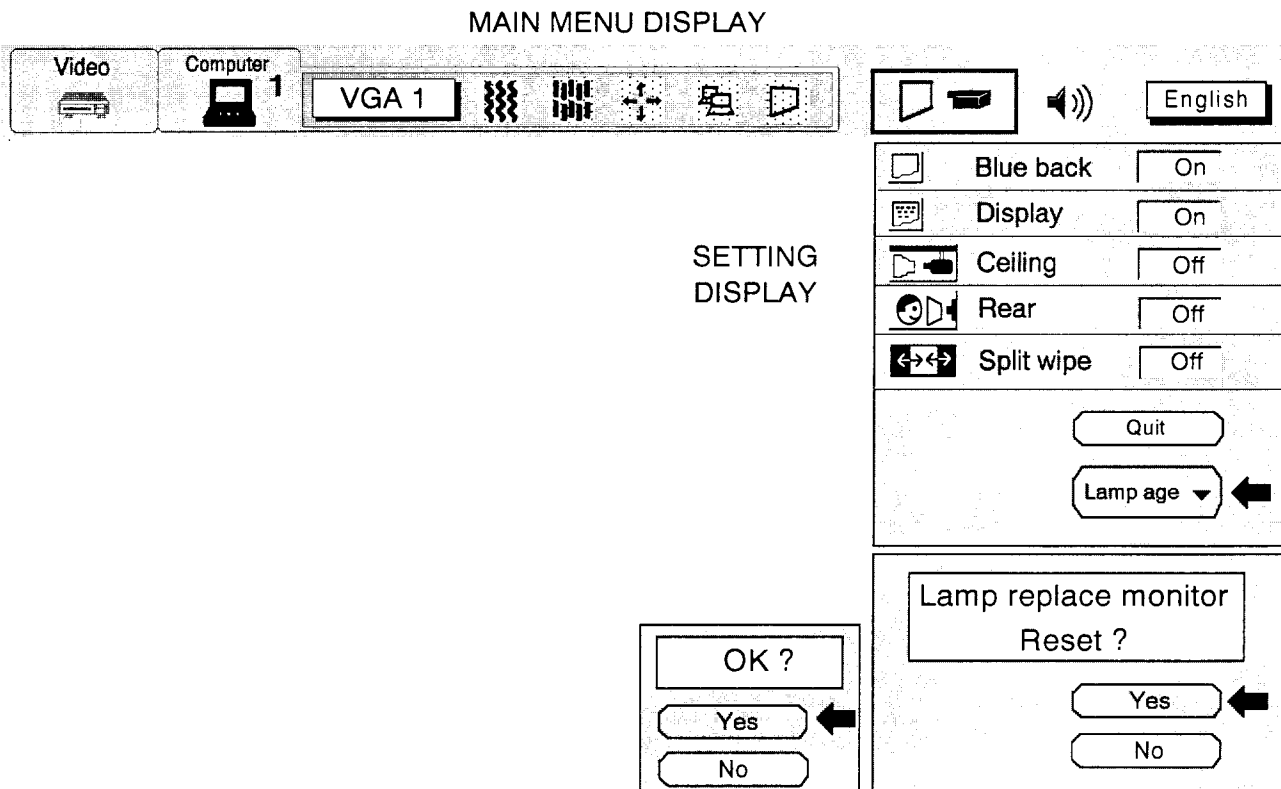 MAIN MENU DISPLAY
Video
Computer
1
VGA 1
English
Blue back On
Display On
SETTING
DISPLAY
Ceiling Off
Rear Off
Split wipe Off
Quit
Lamp age
Lamp replace monitor
Reset ?
Yes
No
OK ?
Yes
No